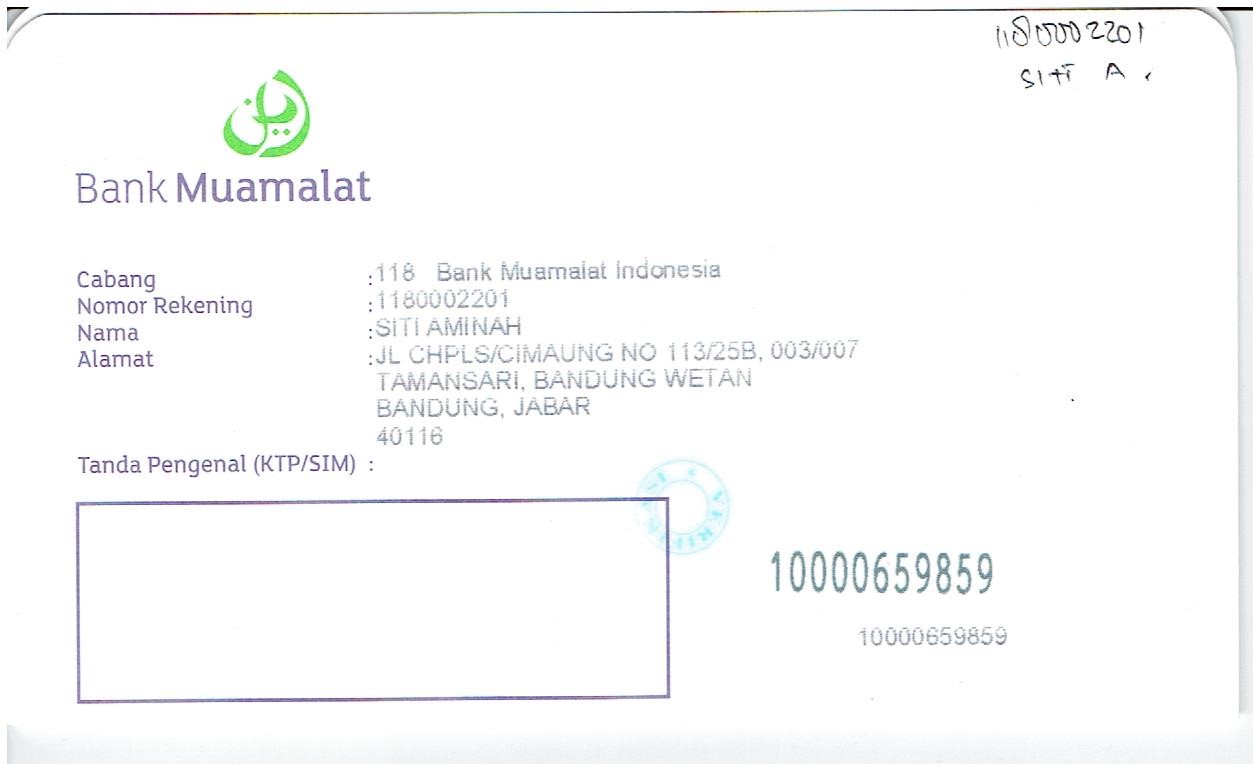 1180002201
SITI A.
Bank Muamalat
Cabang :118 Bank Muamalat Indonesia
Nomor Rekening :1180002201
Nama :SITI AMINAH
Alamat :JL CHPLS/CIMAUNG NO 113/25B, 003/007
TAMANSARI, BANDUNG WETAN
BANDUNG, JABAR
40116
Tanda Pengenal (KTP/SIM) :
VERIFIKASI
10000659859
10000659859